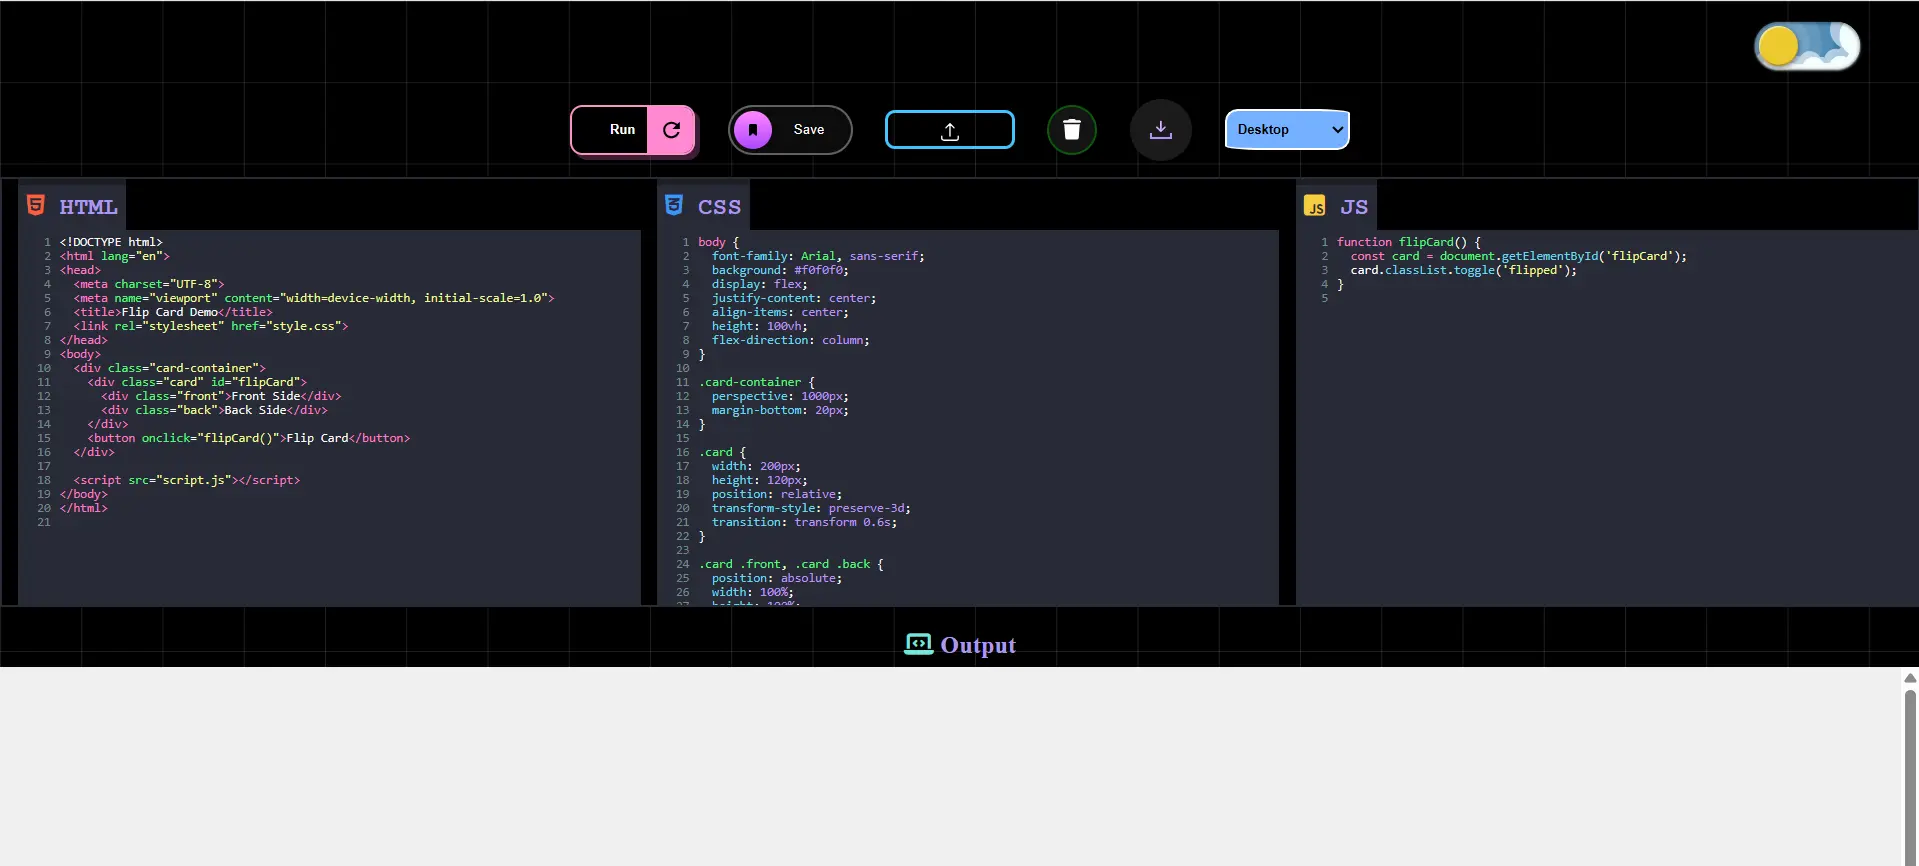 Run
Save
Desktop
HTML
1 <!DOCTYPE html>
2 <html lang="en">
3 <head>
4   <meta charset="UTF-8">
5   <meta name="viewport" content="width=device-width, initial-scale=1.0">
6   <title>Flip Card Demo</title>
7   <link rel="stylesheet" href="style.css">
8 </head>
9 <body>
10   <div class="card-container">
11     <div class="card" id="flipCard">
12       <div class="front">Front Side</div>
13       <div class="back">Back Side</div>
14     </div>
15     <button onclick="flipCard()">Flip Card</button>
16   </div>
17
18   <script src="script.js"></script>
19 </body>
20 </html>
21
CSS
1 body {
2   font-family: Arial, sans-serif;
3   background: #f0f0f0;
4   display: flex;
5   justify-content: center;
6   align-items: center;
7   height: 100vh;
8   flex-direction: column;
9 }
10
11 .card-container {
12   perspective: 1000px;
13   margin-bottom: 20px;
14 }
15
16 .card {
17   width: 200px;
18   height: 120px;
19   position: relative;
20   transform-style: preserve-3d;
21   transition: transform 0.6s;
22 }
23
24 .card .front, .card .back {
25   position: absolute;
26   width: 100%;
27   height: 100%;
JS
JS
1 function flipCard() {
2   const card = document.getElementById('flipCard');
3   card.classList.toggle('flipped');
4 }
5
Output